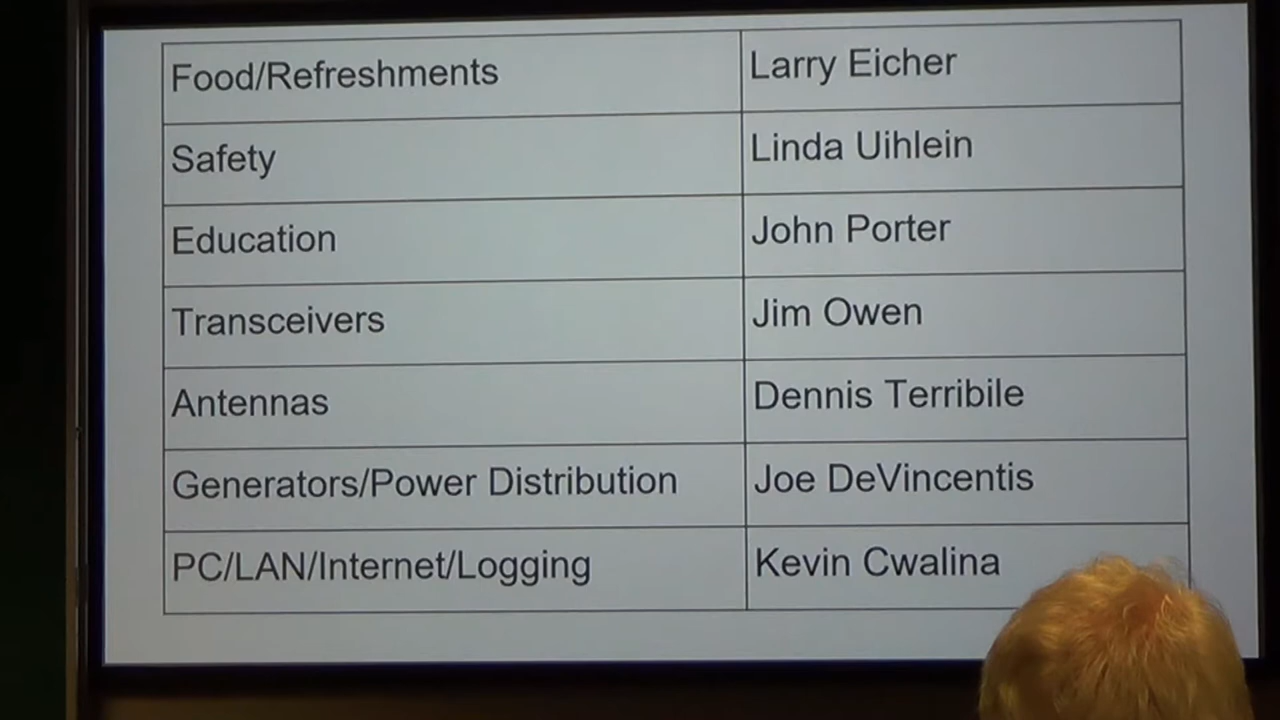 Food/Refreshments Larry Eicher
Safety Linda Uihlein
Education John Porter
Transceivers Jim Owen
Antennas Dennis Terribile
Generators/Power Distribution Joe DeVincentis
PC/LAN/Internet/Logging Kevin Cwalina